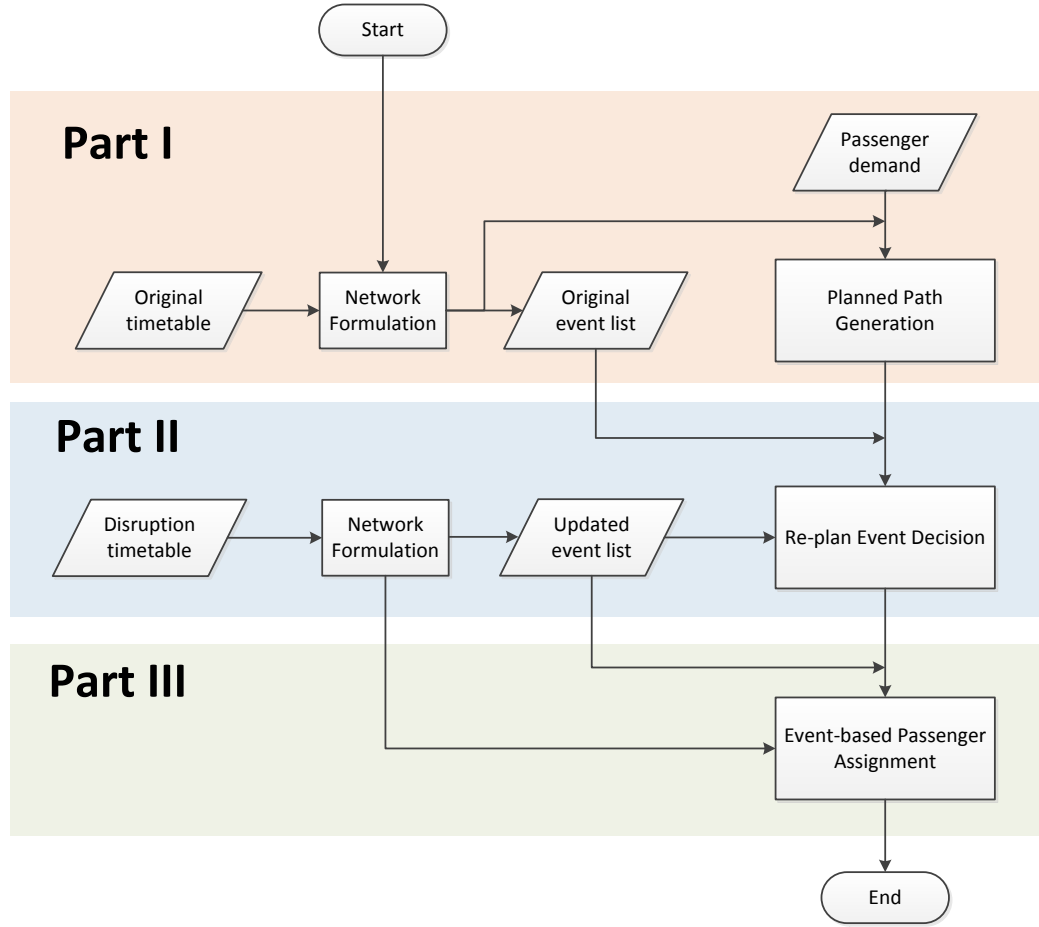 Start
Part I
Passenger
demand
Original
timetable
Network
Formulation
Original
event list
Planned Path
Generation
Part II
Disruption
timetable
Network
Formulation
Updated
event list
Re-plan Event Decision
Part III
Event-based Passenger
Assignment
End